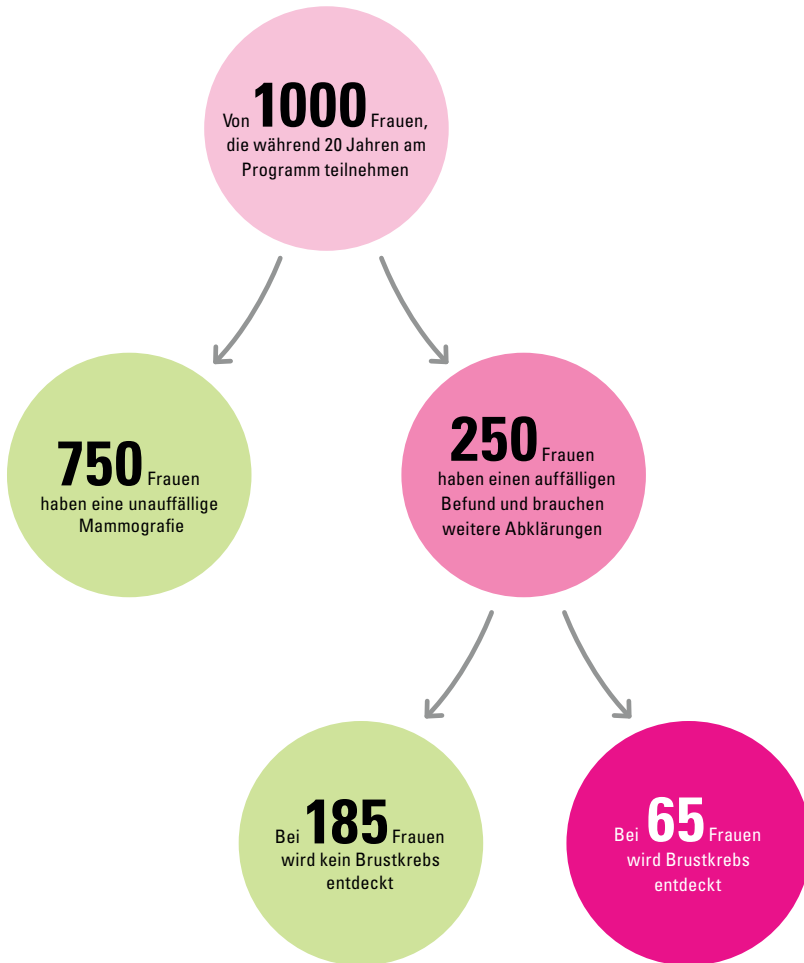 Von 1000 Frauen,
die während 20 Jahren am
Programm teilnehmen
750 Frauen
haben eine unauffällige
Mammografie
250 Frauen
haben einen auffälligen
Befund und brauchen
weitere Abklärungen
Bei 185 Frauen
wird kein Brustkrebs
entdeckt
Bei 65 Frauen
wird Brustkrebs
entdeckt